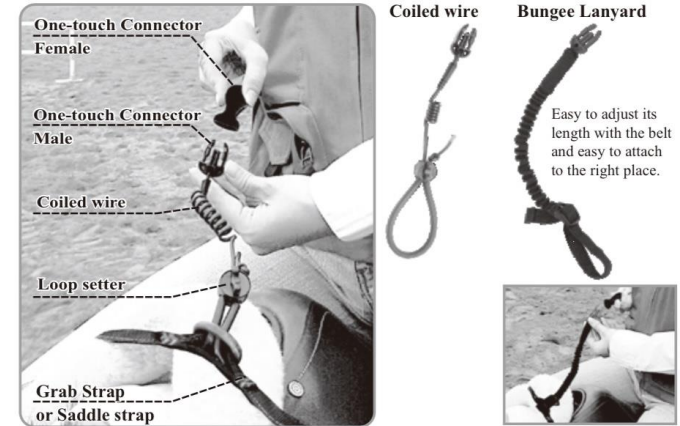 One-touch Connector
Female
One-touch Connector
Male
Coiled wire
Loop setter
Grab Strap
or Saddle strap
Coiled wire
Bungee Lanyard
Easy to adjust its
length with the belt
and easy to attach
to the right place.